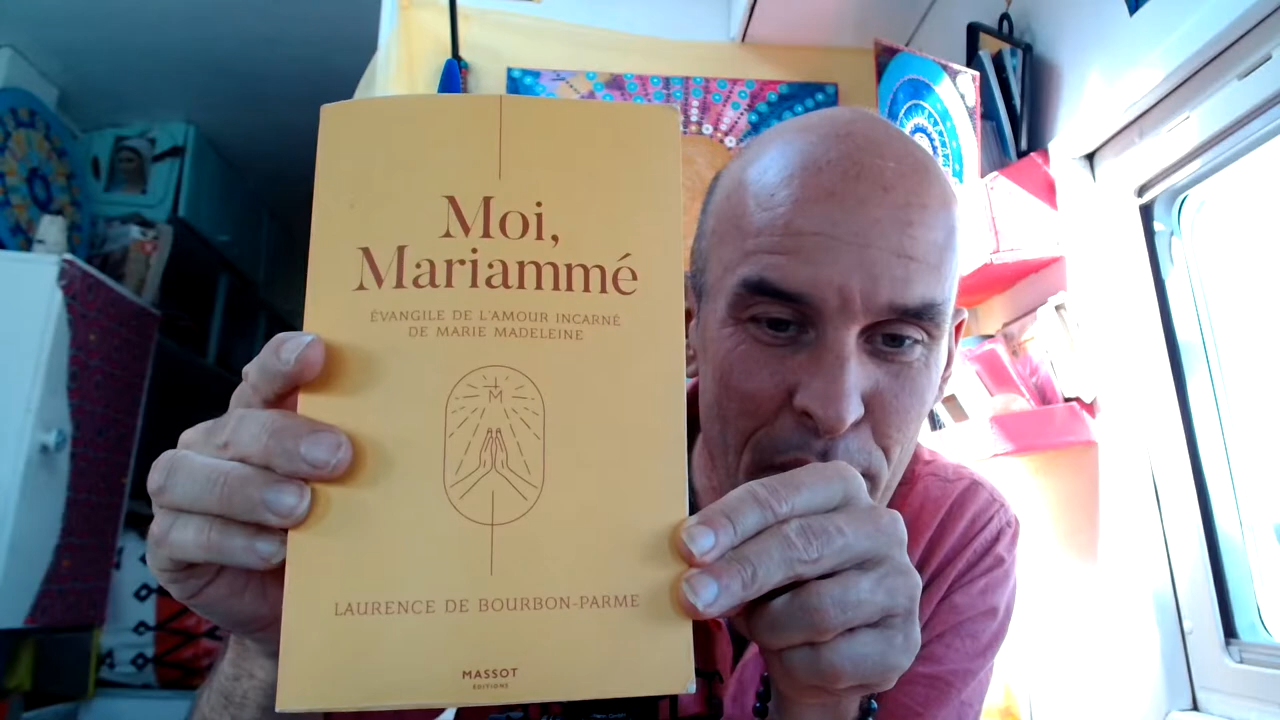 Moi,
Mariammé
ÉVANGILE DE L'AMOUR INCARNÉ
DE MARIE MADELEINE
M
LAURENCE DE BOURBON-PARME
MASSOT
ÉDITIONS